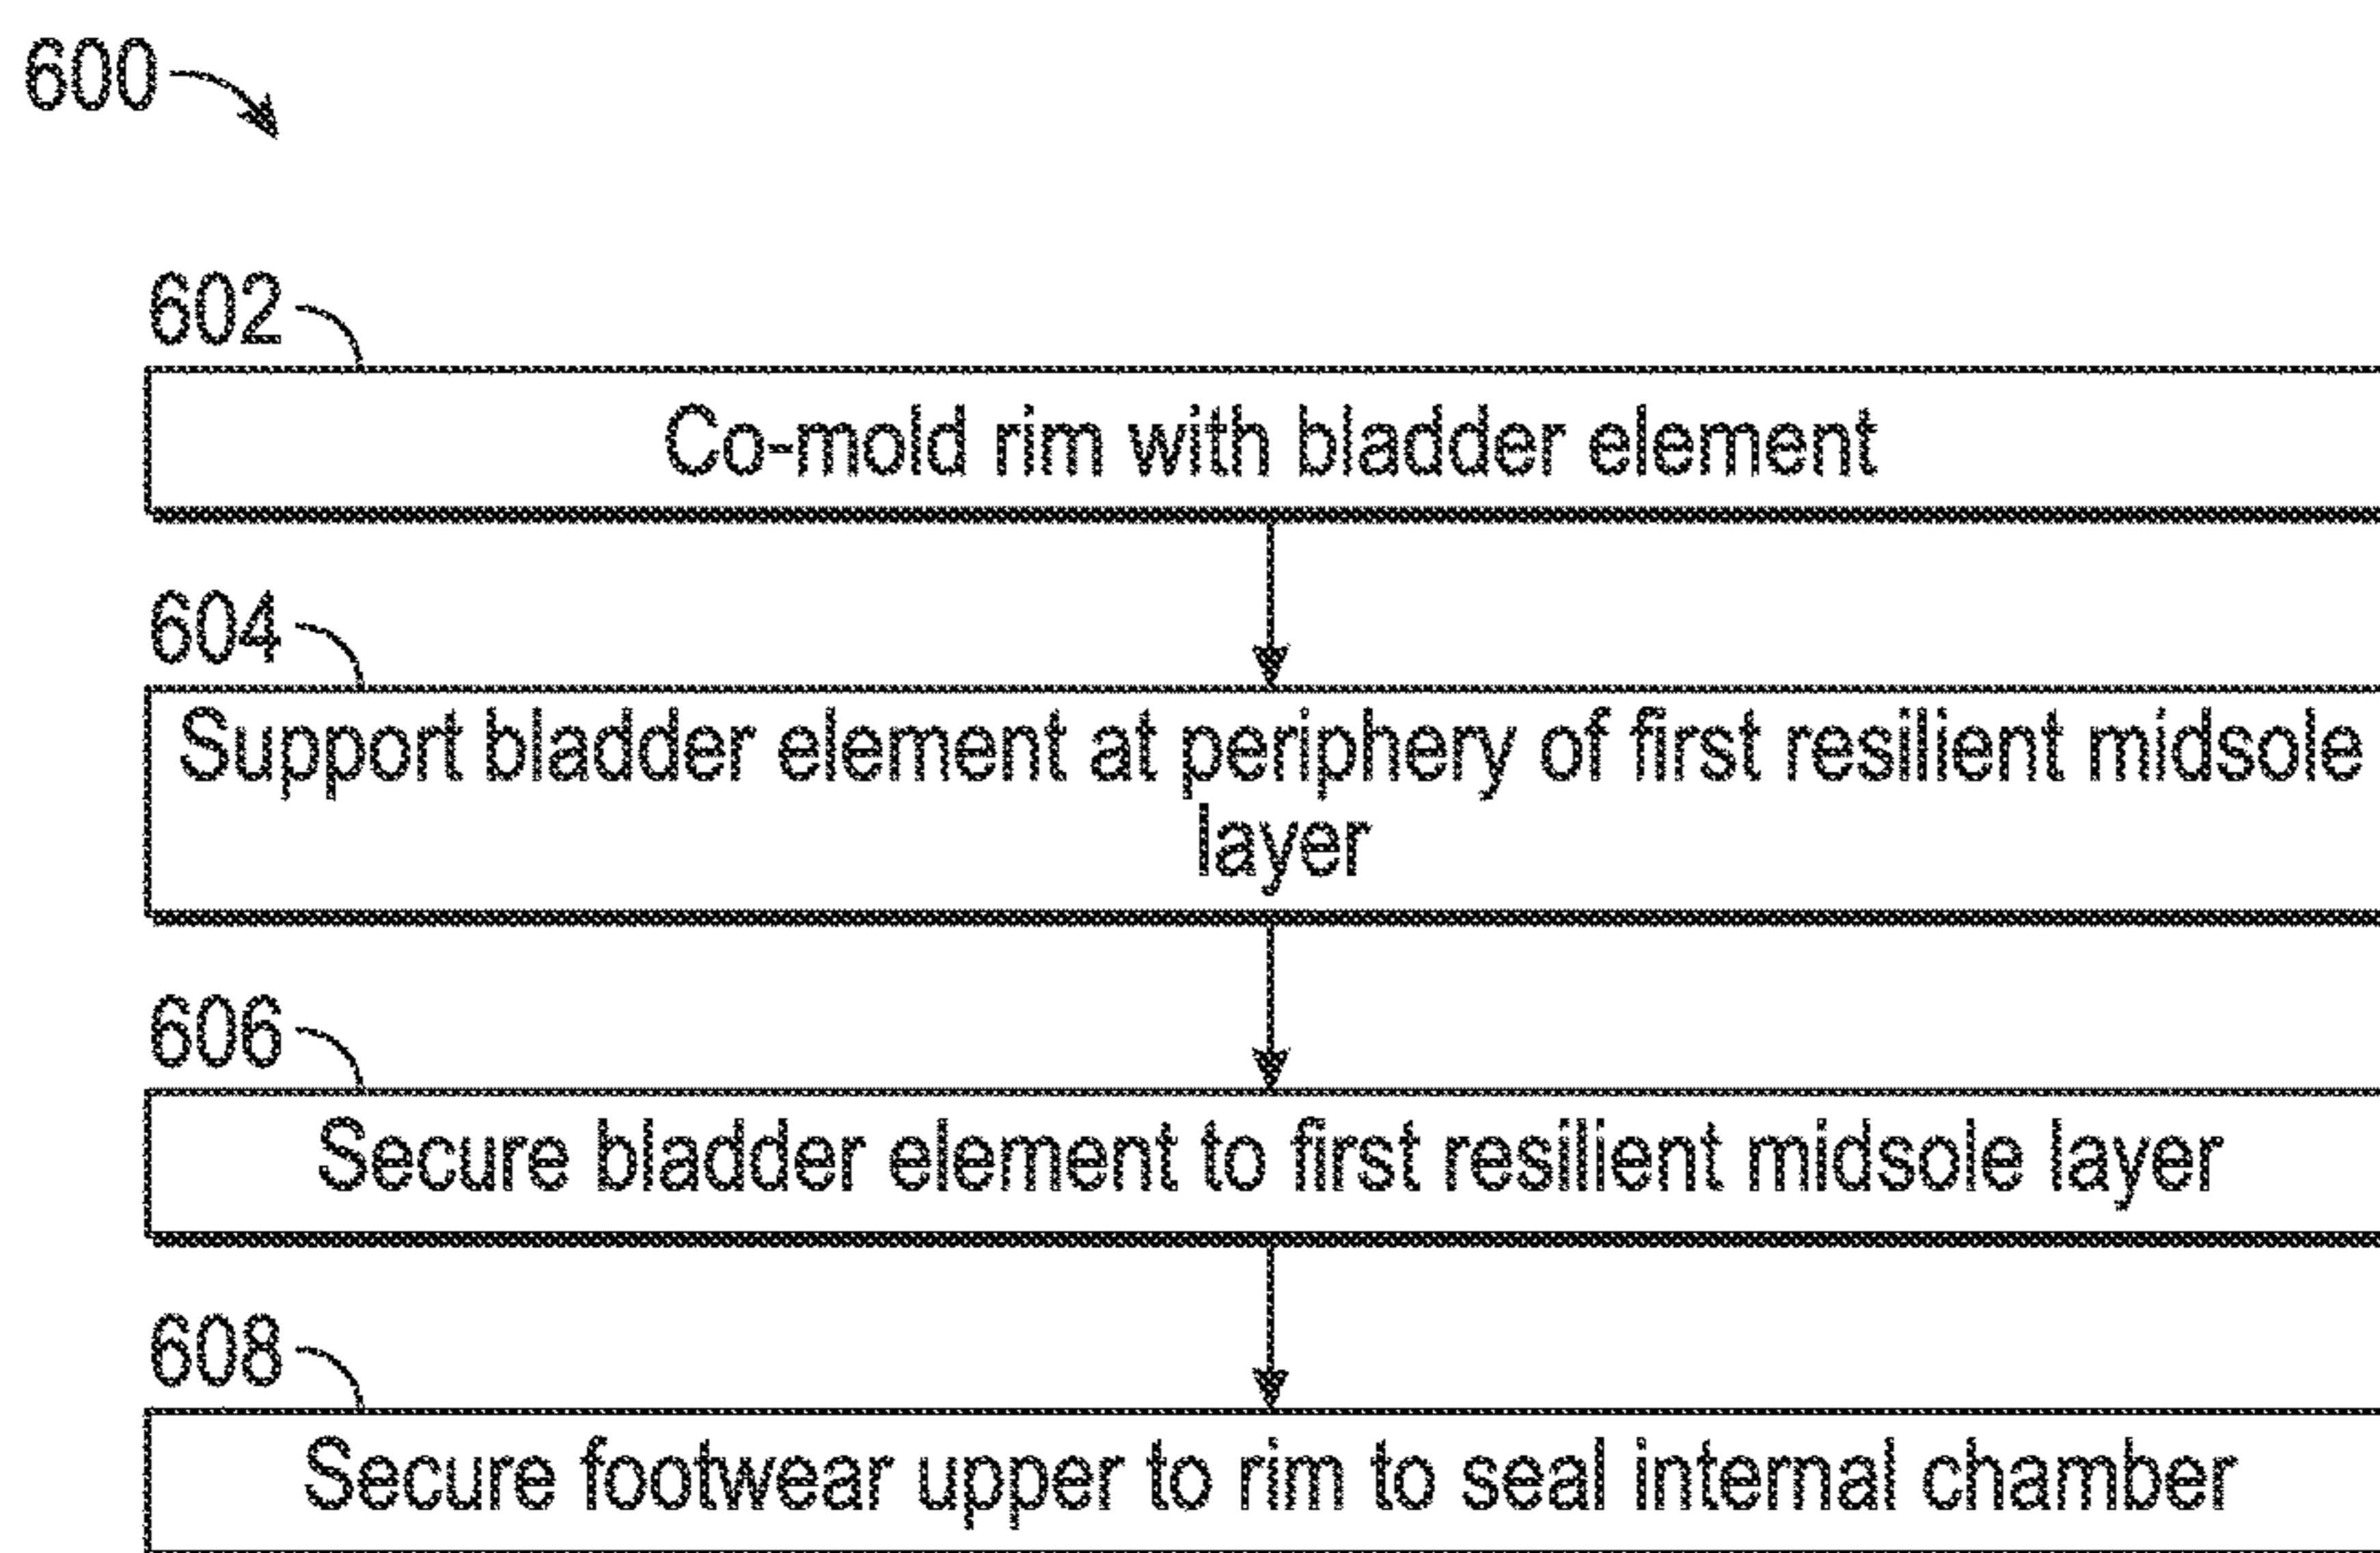 600
602
Co-mold rim with bladder element
604
Support bladder element at periphery of first resilient midsole
layer
606
Secure bladder element to first resilient midsole layer
608
Secure footwear upper to rim to seal internal chamber